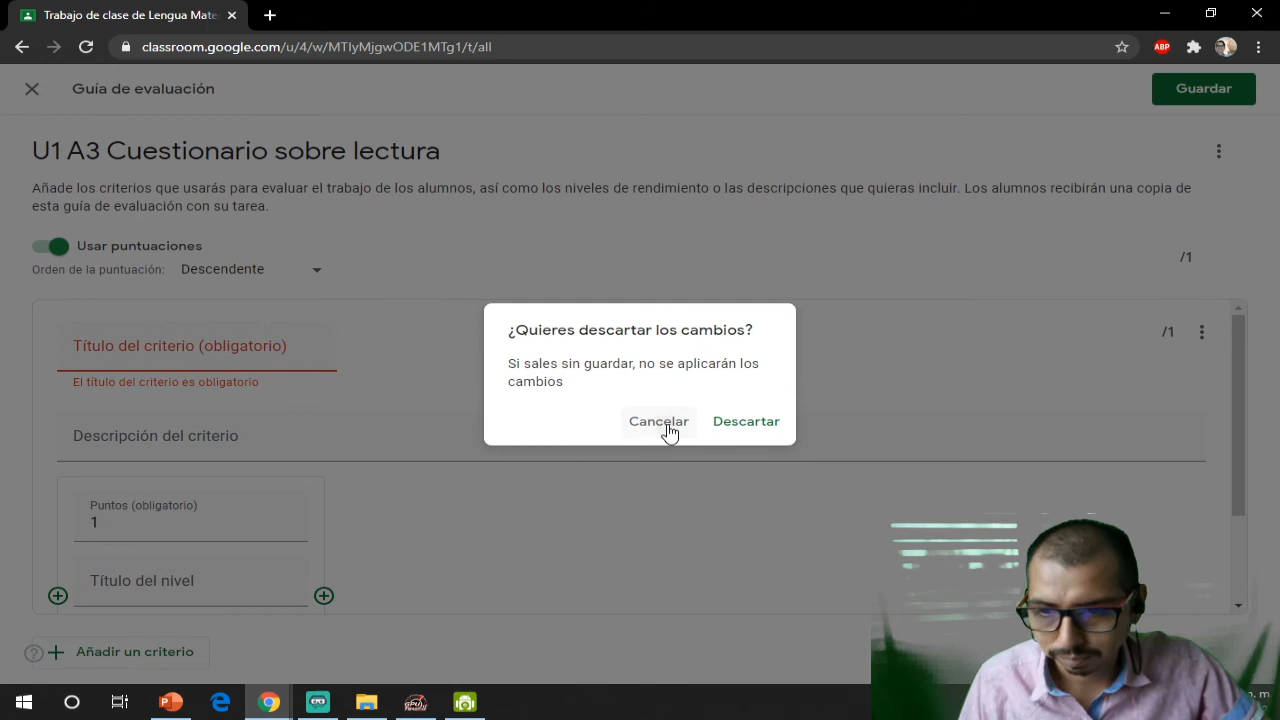 Trabajo de clase de Lengua Mate
classroom.google.com/u/4/w/MTIyMjgwODE1MTg1/t/all
ABP
Guía de evaluación
Guardar
U1 A3 Cuestionario sobre lectura
Añade los criterios que usarás para evaluar el trabajo de los alumnos, así como los niveles de rendimiento o las descripciones que quieras incluir. Los alumnos recibirán una copia de
esta guía de evaluación con su tarea.
Usar puntuaciones
/1
Orden de la puntuación: Descendente
¿Quieres descartar los cambios?
Título del criterio (obligatorio)
/1
Si sales sin guardar, no se aplicarán los
cambios
El título del criterio es obligatorio
Cancelar Descartar
Descripción del criterio
Puntos (obligatorio)
1
Título del nivel
Añadir un criterio